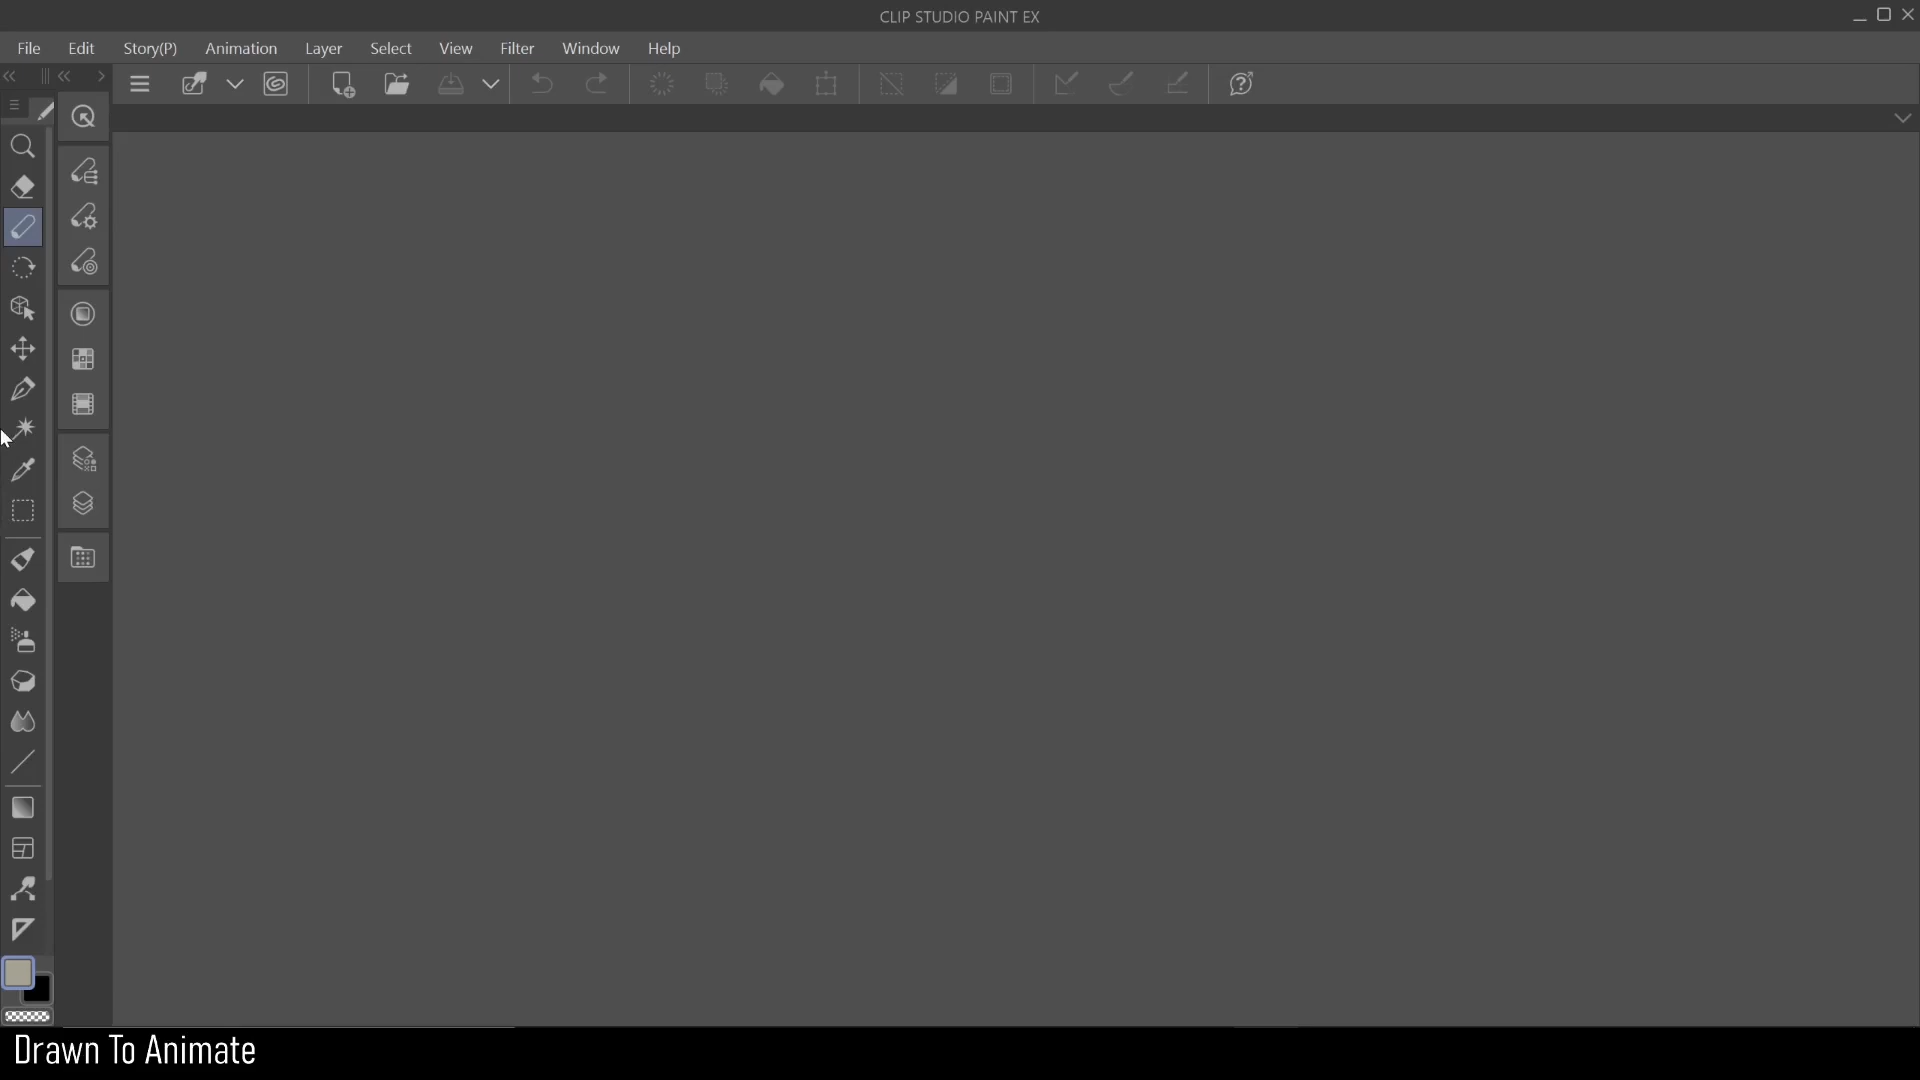 CLIP STUDIO PAINT EX
File Edit Story(P) Animation Layer Select View Filter Window Help
Drawn To Animate